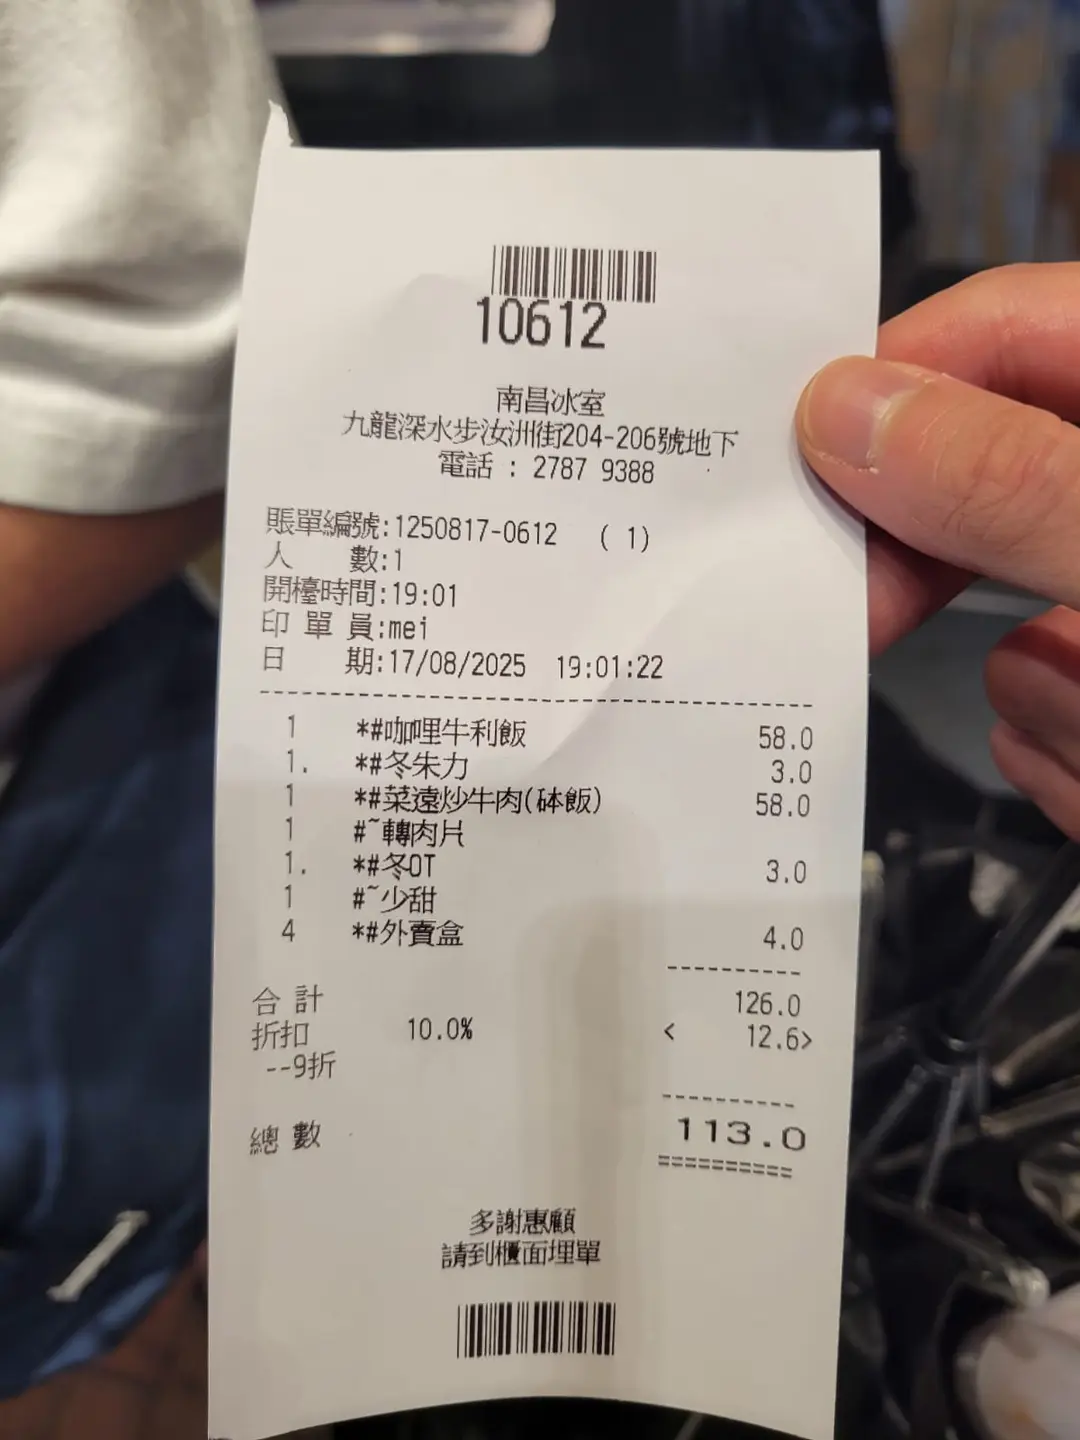 10612
南昌冰室
九龍深水步汝洲街204-206號地下
電話 : 2787 9388
賬單編號:1250817-0612 ( 1)
人 數:1
開檯時間:19:01
印 單 員:mei
日 期:17/08/2025 19:01:22
1 *#咖哩牛利飯 58.0
1. *#冬朱力 3.0
1 *#菜遠炒牛肉(砵飯) 58.0
1 #~轉肉片
1. *#冬OT 3.0
1 #~少甜
4 *#外賣盒 4.0
合 計 126.0
折扣 10.0% < 12.6>
--9折
總 數 113.0
多謝惠顧
請到櫃面埋單